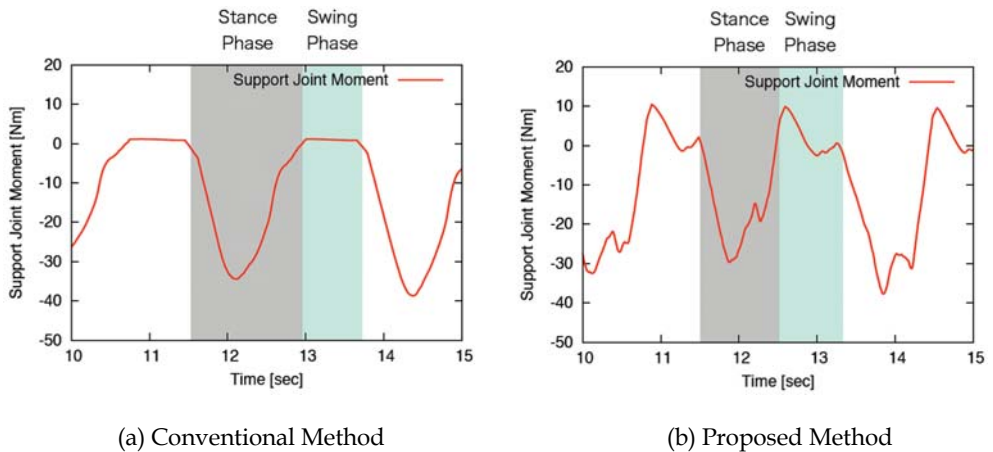 Stance Phase
Swing Phase
20
10
0
-10
-20
-30
-40
-50
Support Joint Moment [Nm]
Support Joint Moment
10 11 12 13 14 15
Time [sec]
(a) Conventional Method
Stance Phase
Swing Phase
20
10
0
-10
-20
-30
-40
-50
Support Joint Moment [Nm]
Support Joint Moment
10 11 12 13 14 15
Time [sec]
(b) Proposed Method